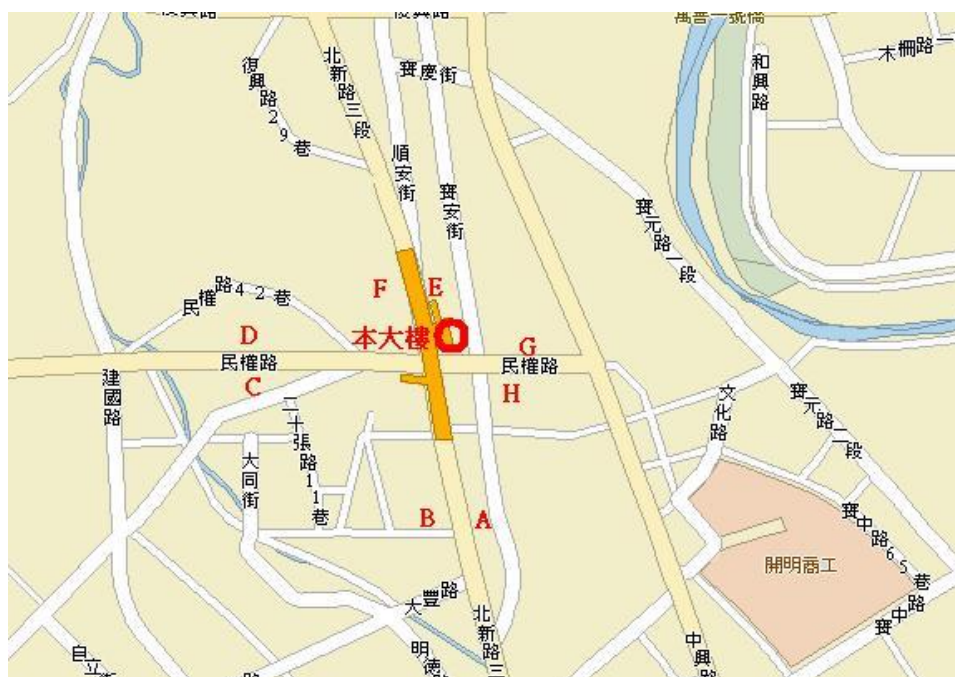 復興路
北新路三段
寶慶街
萬善一號橋
木柵路一
和興路
復興路29巷
順安街
寶安街
寶元路一段
民權路42巷
F
E
D
本大樓
G
民權路
民權路
C
H
建國路
二十張路11巷
文化路
寶元路二段
大同街
B
A
寶中路65巷
開明商工
大豐路
北新路三
寶中路
中興路
明德
自立街
路